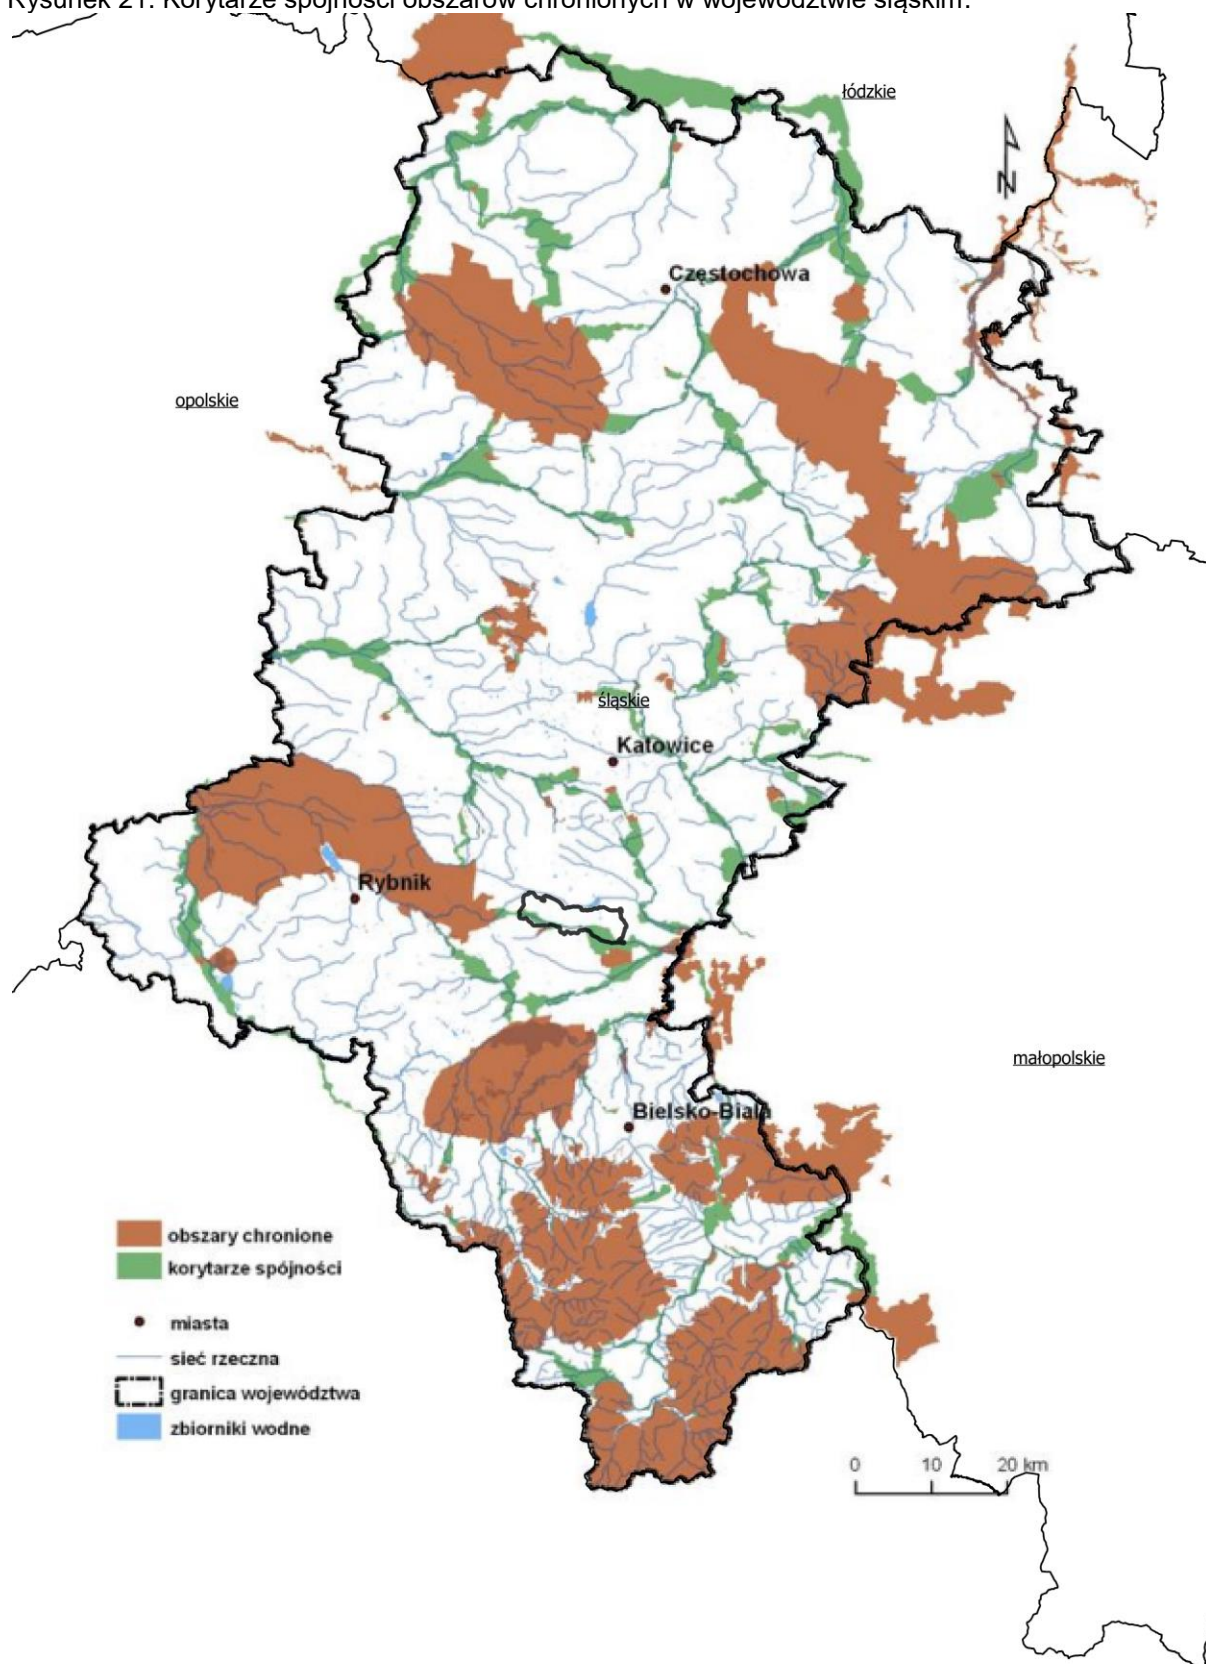 Rysunek 21. Korytarze spójności obszarów chronionych w województwie śląskim.
łódzkie
N
Częstochowa
opolskie
śląskie
Katowice
Rybnik
małopolskie
Bielsko-Biała
obszary chronione
korytarze spójności
miasta
sieć rzeczna
granica województwa
zbiorniki wodne
0 10 20 km